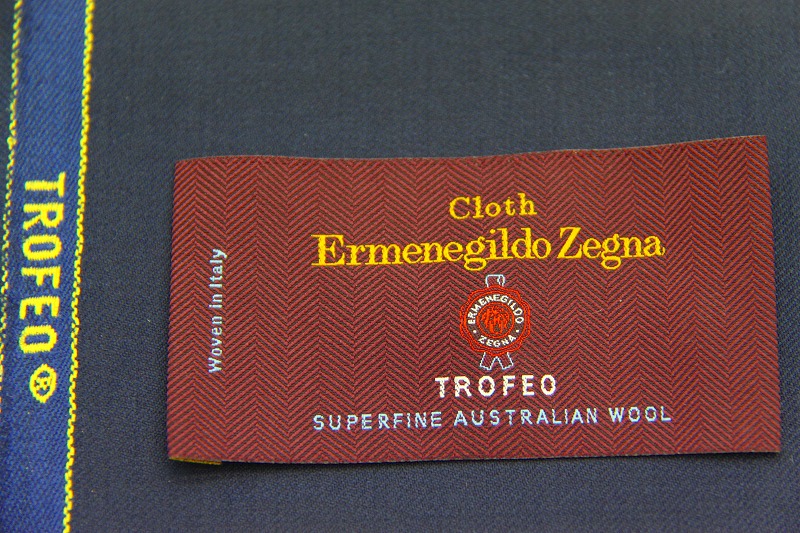 TROFEO®
Cloth
Ermenegildo Zegna
Woven in Italy
ERMENEGILDO
ZEGNA
TROFEO
SUPERFINE AUSTRALIAN WOOL